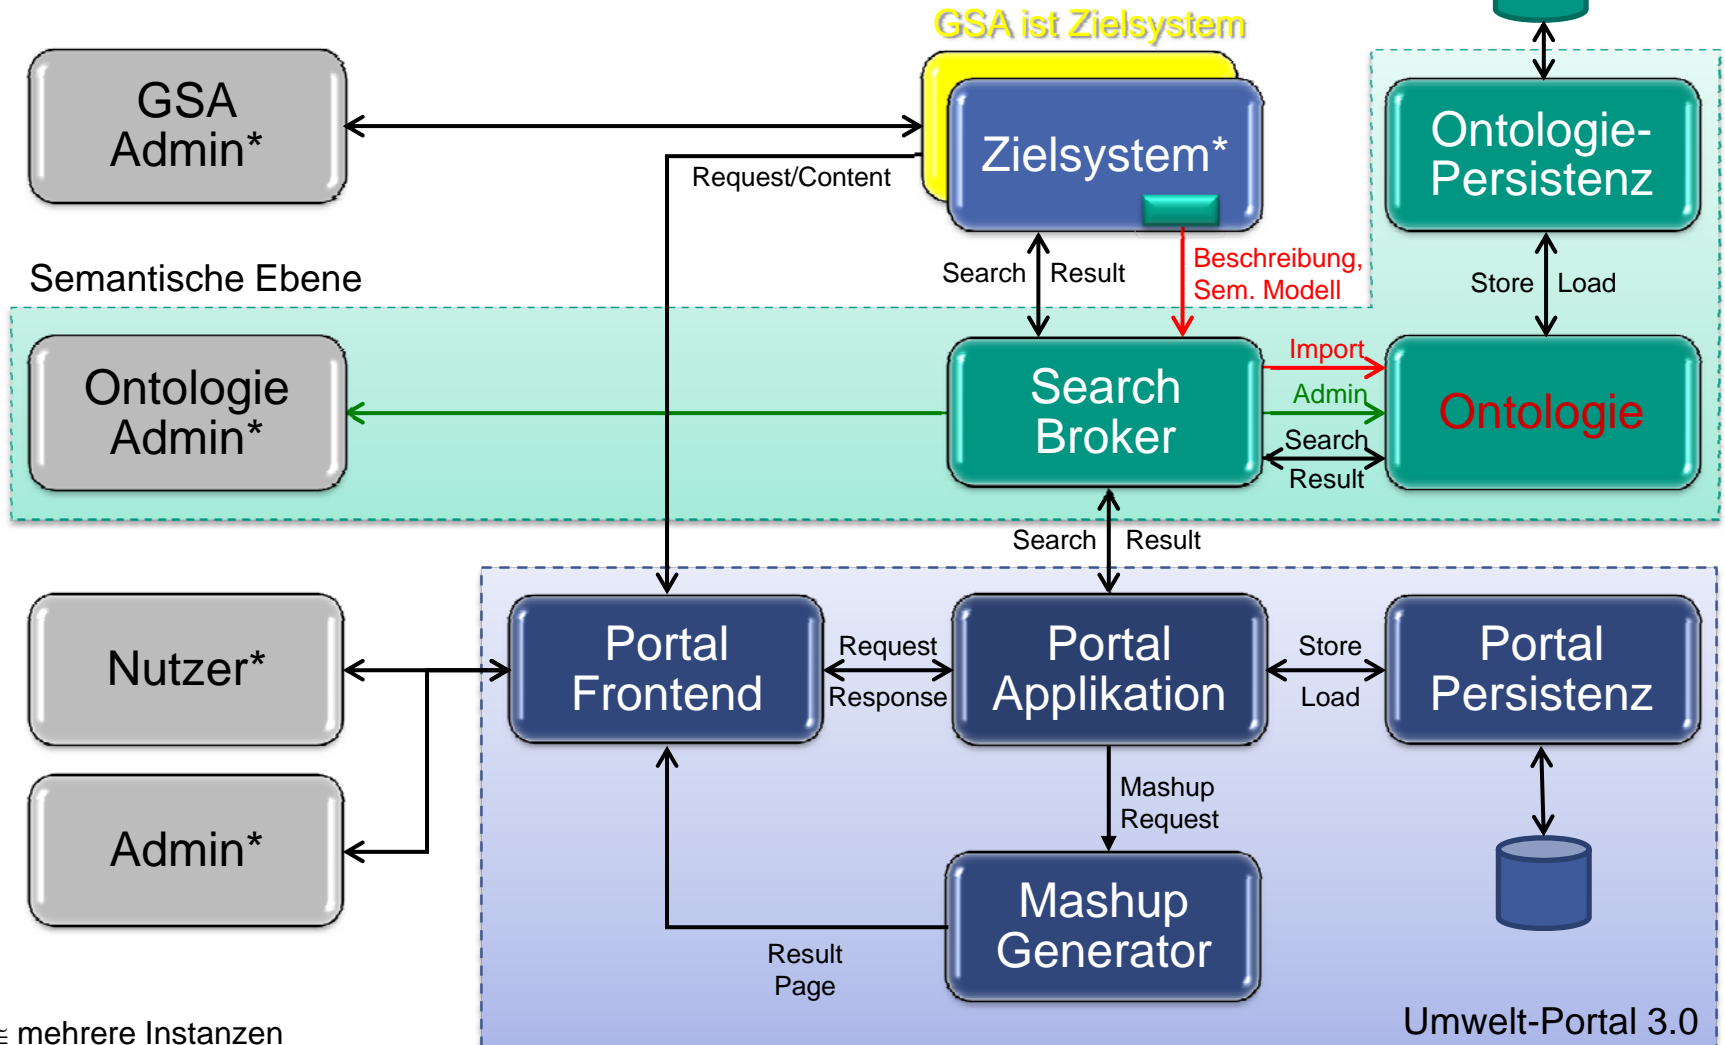 GSA ist Zielsystem
GSA
Admin*
Zielsystem*
Ontologie-
Persistenz
Request/Content
Semantische Ebene
Search
Result
Beschreibung,
Sem. Modell
Store
Load
Ontologie
Admin*
Search
Broker
Import
Admin
Search
Result
Ontologie
Search
Result
Nutzer*
Portal
Frontend
Request
Response
Portal
Applikation
Store
Load
Portal
Persistenz
Admin*
Mashup
Request
Mashup
Generator
Result
Page
mehrere Instanzen
Umwelt-Portal 3.0